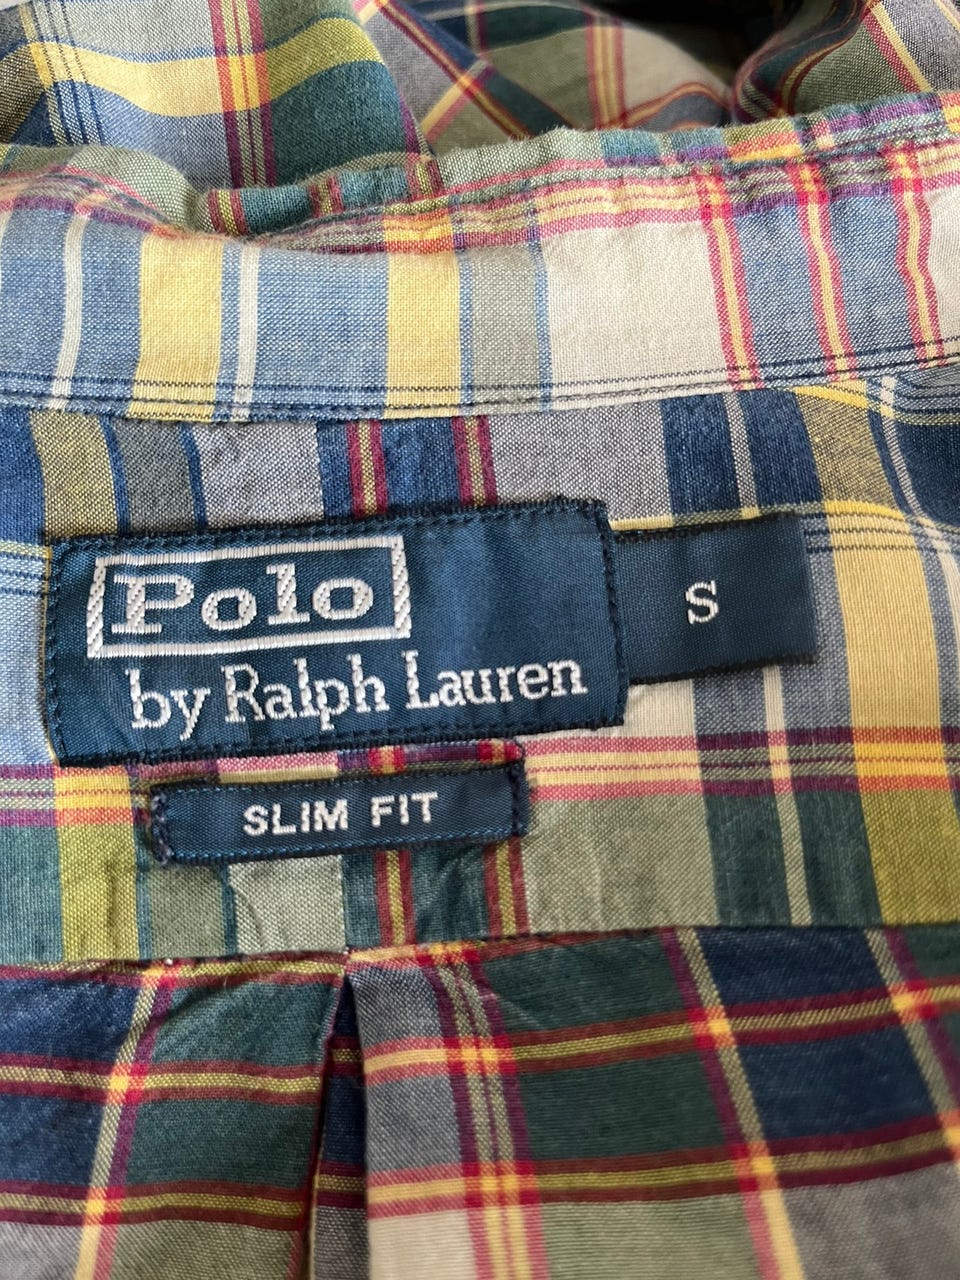 Polo
by Ralph Lauren
S
SLIM FIT